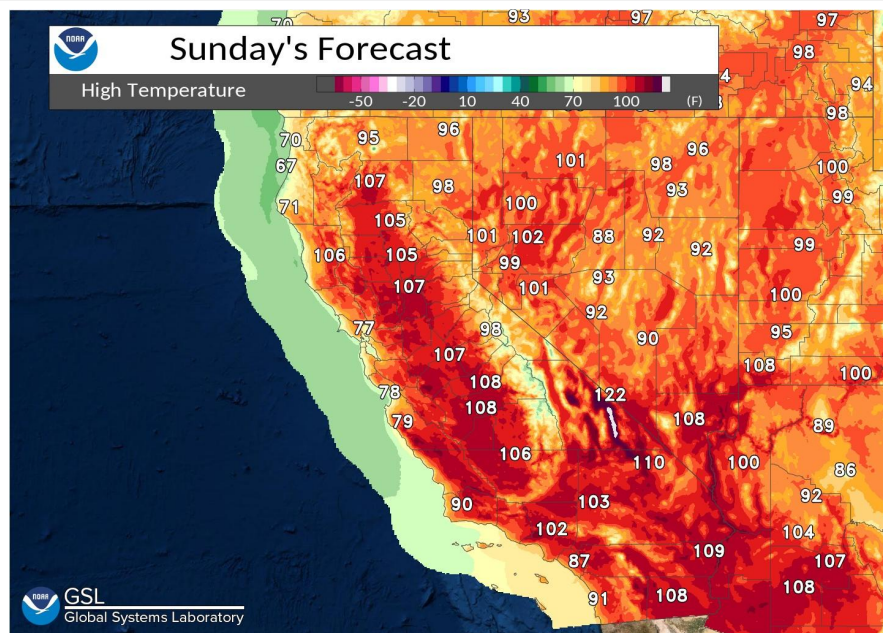 70 93 97 97
NOAA
Sunday's Forecast
98
High Temperature
-50 -20 10 40 70 100 (F)
94
98
70 95 96 96
67 101 98 100
107 98 93 99
71 105 100
106 105 101 102 88 92 92 99
99
107 101 93 100
77 98 92 90 95
107 108 100
78 108 122
79 108 108 89
106 110 100 86
90 103 92
102 104
87 109 107
91 108 108
NOAA
GSL
Global Systems Laboratory